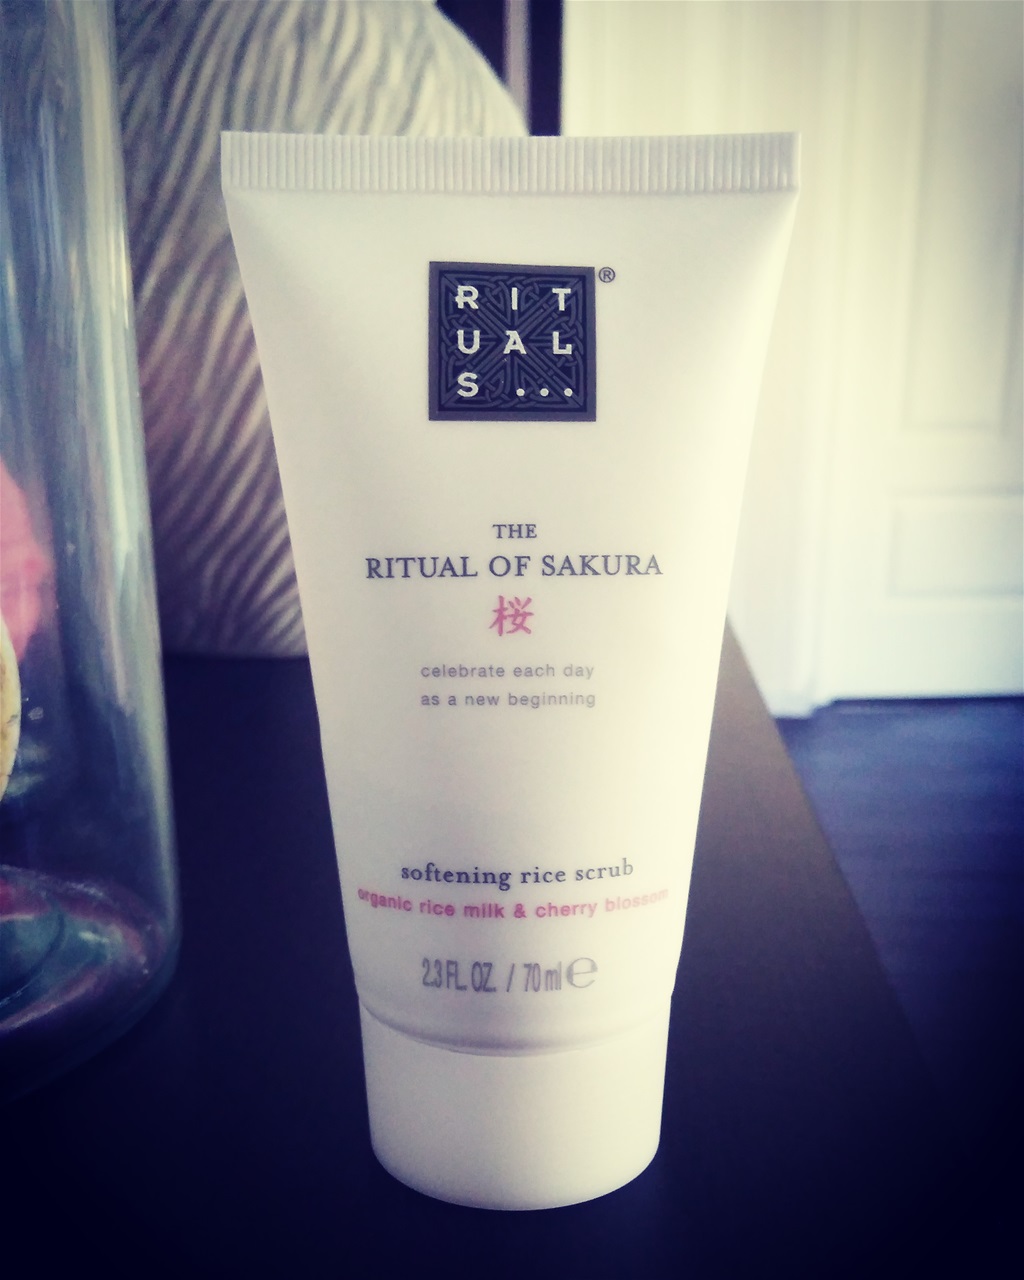 RIT
UAL
S... ®
THE
RITUAL OF SAKURA
桜
celebrate each day
as a new beginning
softening rice scrub
organic rice milk & cherry blossom
2.3 FL. OZ. / 70 ml ℮